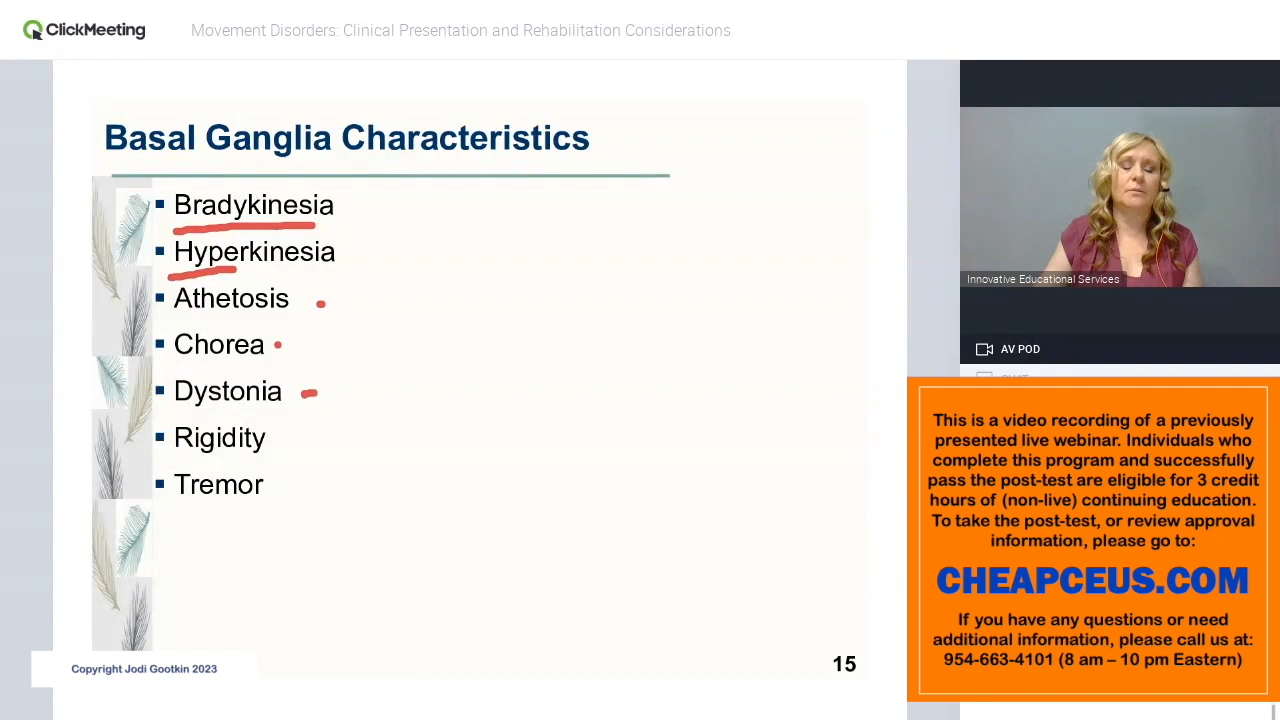 ClickMeeting
Movement Disorders: Clinical Presentation and Rehabilitation Considerations
Basal Ganglia Characteristics
Bradykinesia
Hyperkinesia
Athetosis
Chorea
Dystonia
Rigidity
Tremor
Copyright Jodi Gootkin 2023
15
Innovative Educational Services
AV POD
This is a video recording of a previously
presented live webinar. Individuals who
complete this program and successfully
pass the post-test are eligible for 3 credit
hours of (non-live) continuing education.
To take the post-test, or review approval
information, please go to:
CHEAPCEUS.COM
If you have any questions or need
additional information, please call us at:
954-663-4101 (8 am – 10 pm Eastern)